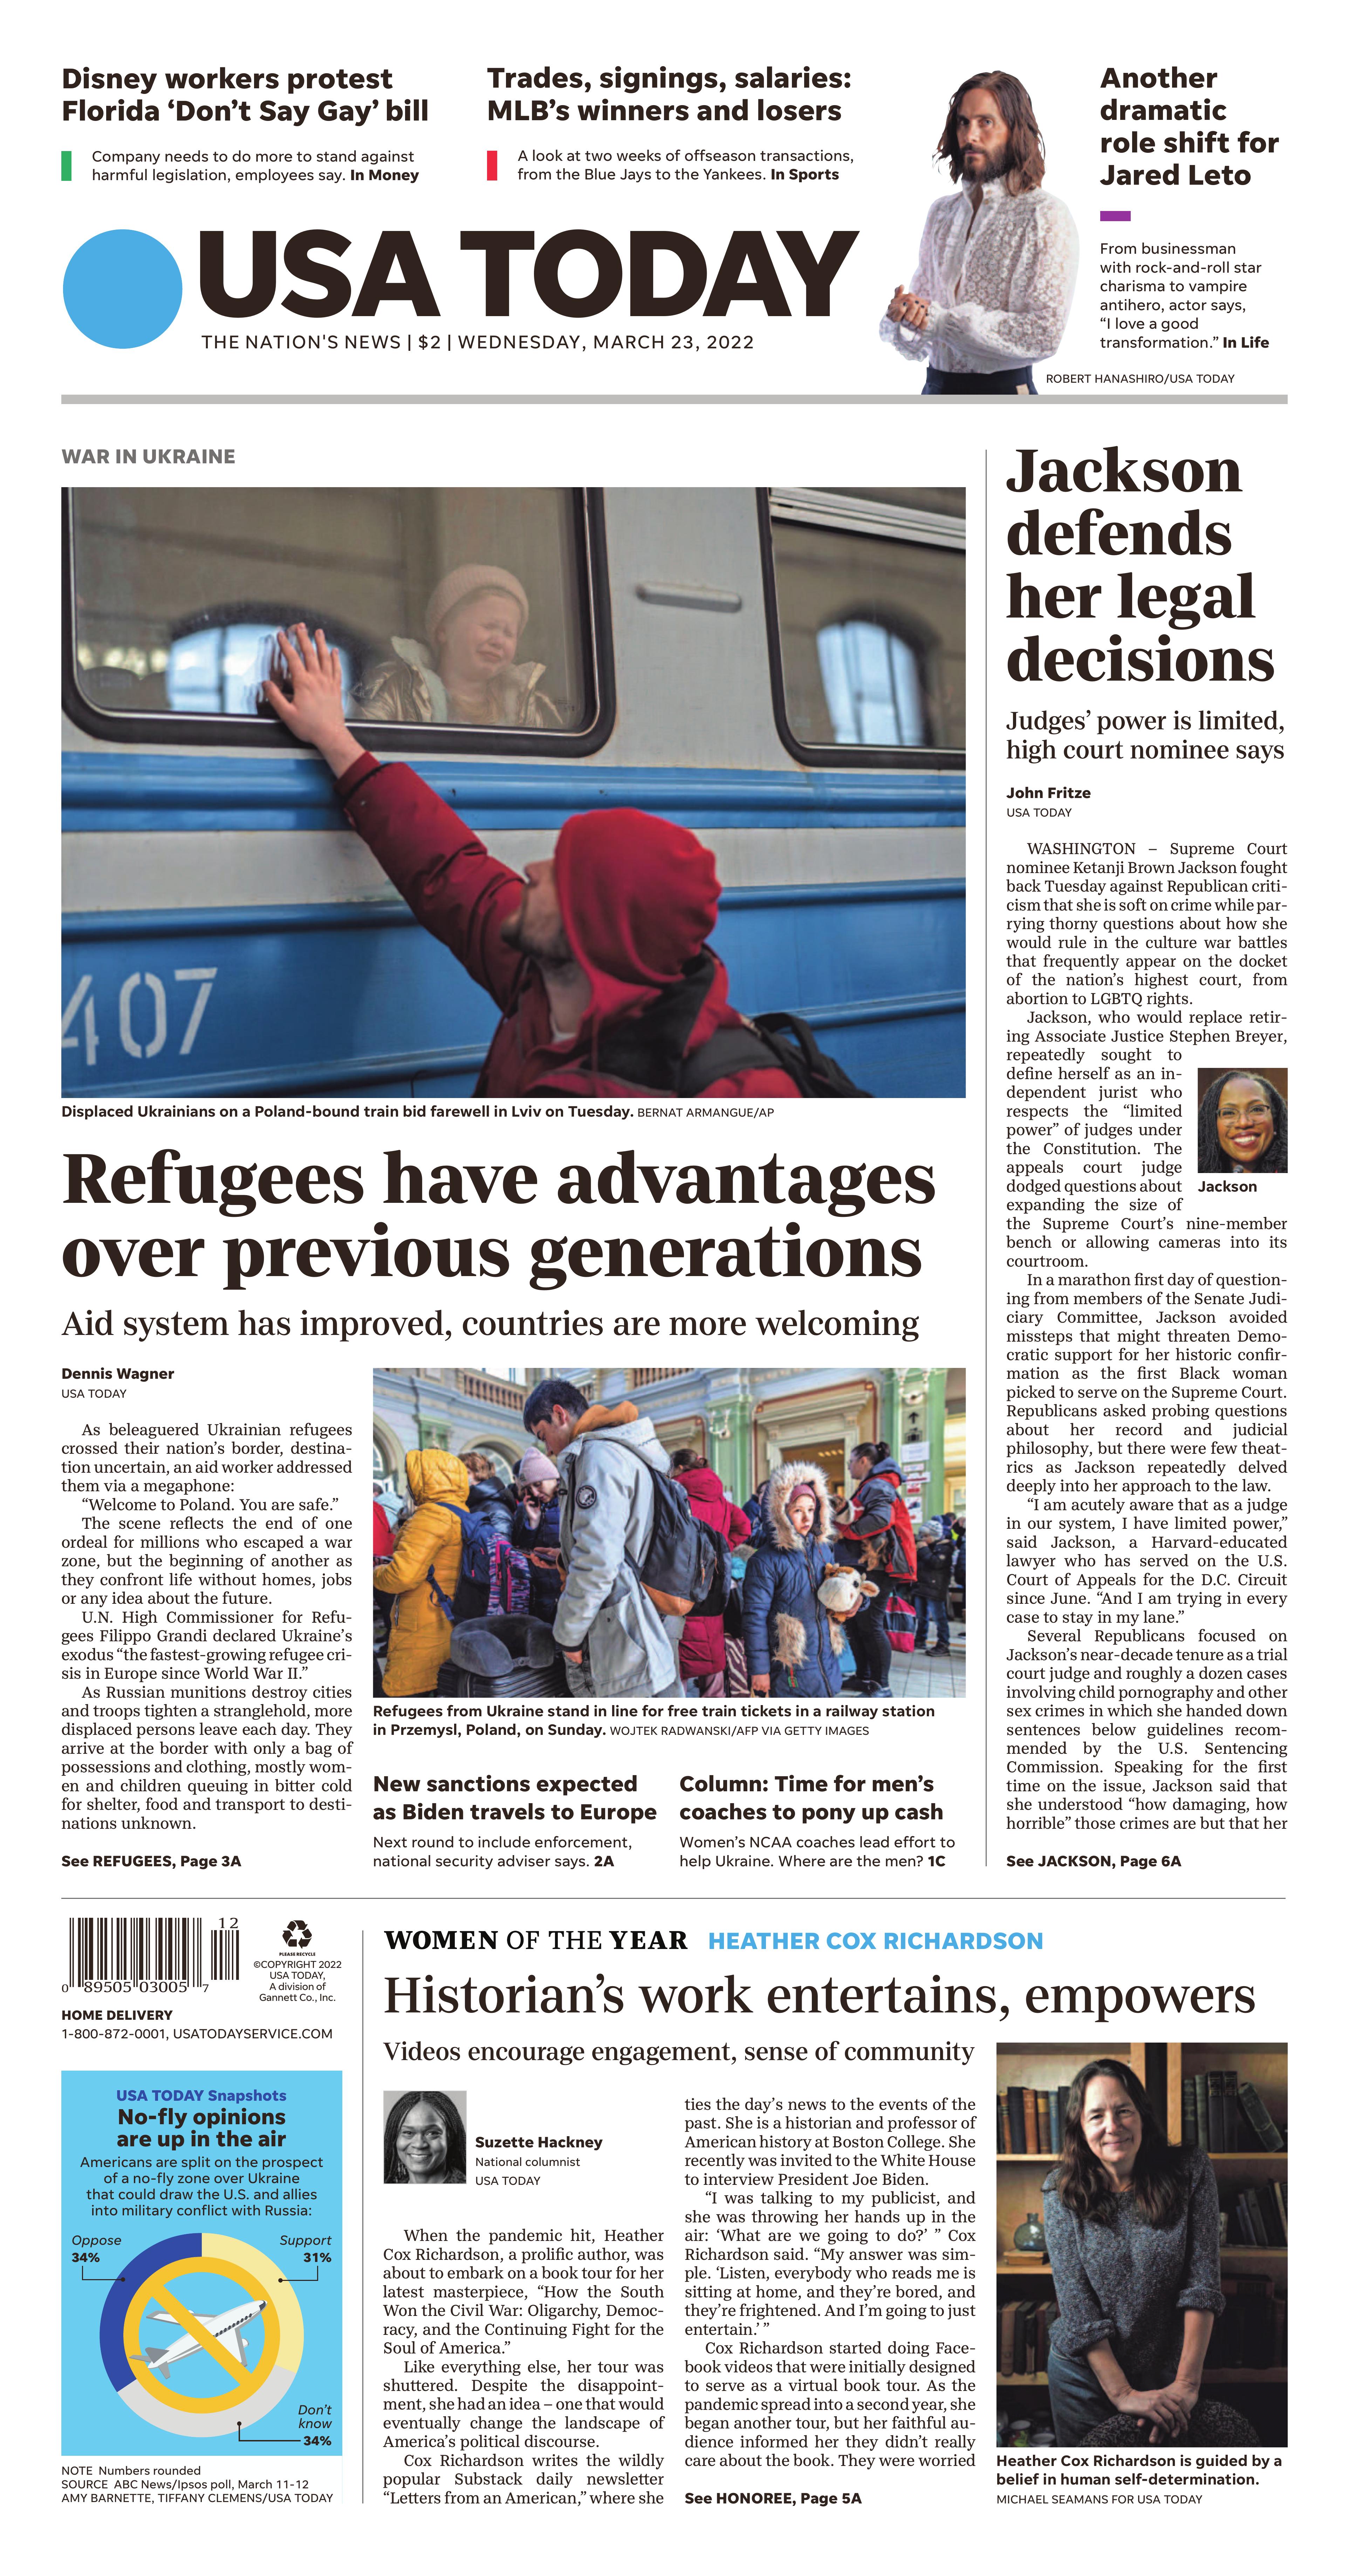 Disney workers protest
Florida ‘Don’t Say Gay’ bill
Company needs to do more to stand against
harmful legislation, employees say. In Money
Trades, signings, salaries:
MLB’s winners and losers
A look at two weeks of offseason transactions,
from the Blue Jays to the Yankees. In Sports
Another
dramatic
role shift for
Jared Leto
From businessman
with rock-and-roll star
charisma to vampire
antihero, actor says,
“I love a good
transformation.” In Life
ROBERT HANASHIRO/USA TODAY
USA TODAY
THE NATION'S NEWS | $2 | WEDNESDAY, MARCH 23, 2022
WAR IN UKRAINE
407
Displaced Ukrainians on a Poland-bound train bid farewell in Lviv on Tuesday. BERNAT ARMANGUE/AP
Refugees have advantages
over previous generations
Aid system has improved, countries are more welcoming
Dennis Wagner
USA TODAY
As beleaguered Ukrainian refugees
crossed their nation’s border, destina-
tion uncertain, an aid worker addressed
them via a megaphone:
“Welcome to Poland. You are safe.”
The scene reflects the end of one
ordeal for millions who escaped a war
zone, but the beginning of another as
they confront life without homes, jobs
or any idea about the future.
U.N. High Commissioner for Refu-
gees Filippo Grandi declared Ukraine’s
exodus “the fastest-growing refugee cri-
sis in Europe since World War II.”
As Russian munitions destroy cities
and troops tighten a stranglehold, more
displaced persons leave each day. They
arrive at the border with only a bag of
possessions and clothing, mostly wom-
en and children queuing in bitter cold
for shelter, food and transport to desti-
nations unknown.
See REFUGEES, Page 3A
Refugees from Ukraine stand in line for free train tickets in a railway station
in Przemysl, Poland, on Sunday. WOJTEK RADWANSKI/AFP VIA GETTY IMAGES
New sanctions expected
as Biden travels to Europe
Next round to include enforcement,
national security adviser says. 2A
Column: Time for men’s
coaches to pony up cash
Women’s NCAA coaches lead effort to
help Ukraine. Where are the men? 1C
Jackson
defends
her legal
decisions
Judges’ power is limited,
high court nominee says
John Fritze
USA TODAY
WASHINGTON – Supreme Court
nominee Ketanji Brown Jackson fought
back Tuesday against Republican criti-
cism that she is soft on crime while par-
rying thorny questions about how she
would rule in the culture war battles
that frequently appear on the docket
of the nation’s highest court, from
abortion to LGBTQ rights.
Jackson, who would replace retir-
ing Associate Justice Stephen Breyer,
repeatedly sought to
define herself as an in-
dependent jurist who
respects the “limited
power” of judges under
the Constitution. The
appeals court judge
dodged questions about
expanding the size of
the Supreme Court’s nine-member
bench or allowing cameras into its
courtroom.
Jackson
In a marathon first day of question-
ing from members of the Senate Judi-
ciary Committee, Jackson avoided
missteps that might threaten Demo-
cratic support for her historic confir-
mation as the first Black woman
picked to serve on the Supreme Court.
Republicans asked probing questions
about her record and judicial
philosophy, but there were few theat-
rics as Jackson repeatedly delved
deeply into her approach to the law.
“I am acutely aware that as a judge
in our system, I have limited power,”
said Jackson, a Harvard-educated
lawyer who has served on the U.S.
Court of Appeals for the D.C. Circuit
since June. “And I am trying in every
case to stay in my lane.”
Several Republicans focused on
Jackson’s near-decade tenure as a trial
court judge and roughly a dozen cases
involving child pornography and other
sex crimes in which she handed down
sentences below guidelines recom-
mended by the U.S. Sentencing
Commission. Speaking for the first
time on the issue, Jackson said that
she understood “how damaging, how
horrible” those crimes are but that her
See JACKSON, Page 6A
12
0 89505 03005 7
PLEASE RECYCLE
©COPYRIGHT 2022
USA TODAY,
A division of
Gannett Co., Inc.
HOME DELIVERY
1-800-872-0001, USATODAYSERVICE.COM
USA TODAY Snapshots
No-fly opinions
are up in the air
Americans are split on the prospect
of a no-fly zone over Ukraine
that could draw the U.S. and allies
into military conflict with Russia:
Oppose
34%
Support
31%
Don’t
know
34%
NOTE Numbers rounded
SOURCE ABC News/Ipsos poll, March 11-12
AMY BARNETTE, TIFFANY CLEMENS/USA TODAY
WOMEN OF THE YEAR HEATHER COX RICHARDSON
Historian’s work entertains, empowers
Videos encourage engagement, sense of community
Suzette Hackney
National columnist
USA TODAY
When the pandemic hit, Heather
Cox Richardson, a prolific author, was
about to embark on a book tour for her
latest masterpiece, “How the South
Won the Civil War: Oligarchy, Democ-
racy, and the Continuing Fight for the
Soul of America.”
Like everything else, her tour was
shuttered. Despite the disappoint-
ment, she had an idea – one that would
eventually change the landscape of
America’s political discourse.
Cox Richardson writes the wildly
popular Substack daily newsletter
“Letters from an American,” where she
ties the day’s news to the events of the
past. She is a historian and professor of
American history at Boston College. She
recently was invited to the White House
to interview President Joe Biden.
“I was talking to my publicist, and
she was throwing her hands up in the
air: ‘What are we going to do?’ ” Cox
Richardson said. “My answer was sim-
ple. ‘Listen, everybody who reads me is
sitting at home, and they’re bored, and
they’re frightened. And I’m going to just
entertain.’ ”
Cox Richardson started doing Face-
book videos that were initially designed
to serve as a virtual book tour. As the
pandemic spread into a second year, she
began another tour, but her faithful au-
dience informed her they didn’t really
care about the book. They were worried
See HONOREE, Page 5A
Heather Cox Richardson is guided by a
belief in human self-determination.
MICHAEL SEAMANS FOR USA TODAY